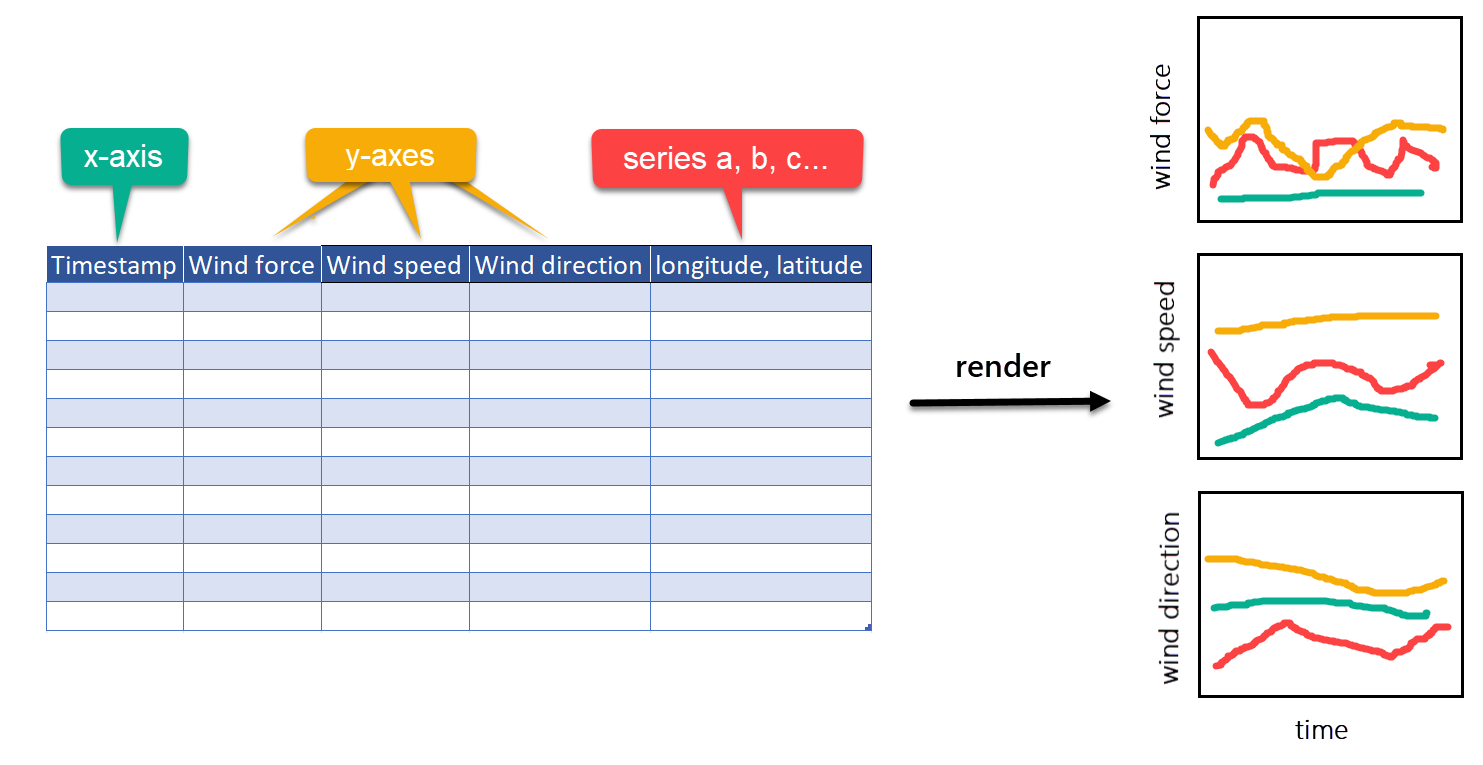 x-axis
y-axes
series a, b, c...
Timestamp Wind force Wind speed Wind direction longitude, latitude
render
wind force
wind speed
wind direction
time